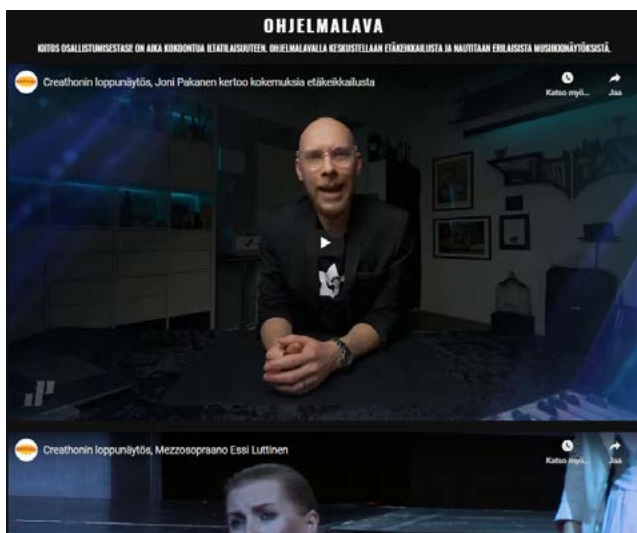 OHJELMALAVA
KIITOS OSALLISTUMISESTASE ON AIKA KOKOONTUA ILTATILAISUUTEEN. OHJELMALAVALLA KESKUSTELLAAN ETÄKEIKKAILUSTA JA NAUTITAAN ERILAISISTA MUSIIKKINÄYTÖKSISTÄ.
Creathonin loppunäytös, Joni Pakanen kertoo kokemuksia etäkeikkailusta
Katso myö... Jaa
Creathonin loppunäytös, Mezzosopraano Essi Luttinen
Katso myö... Jaa